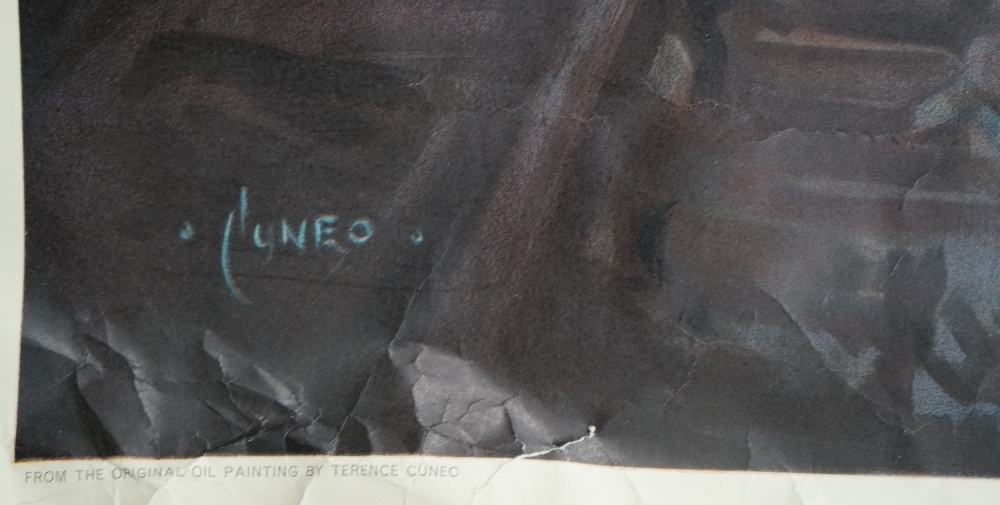 CUNEO
FROM THE ORIGINAL OIL PAINTING BY TERENCE CUNEO